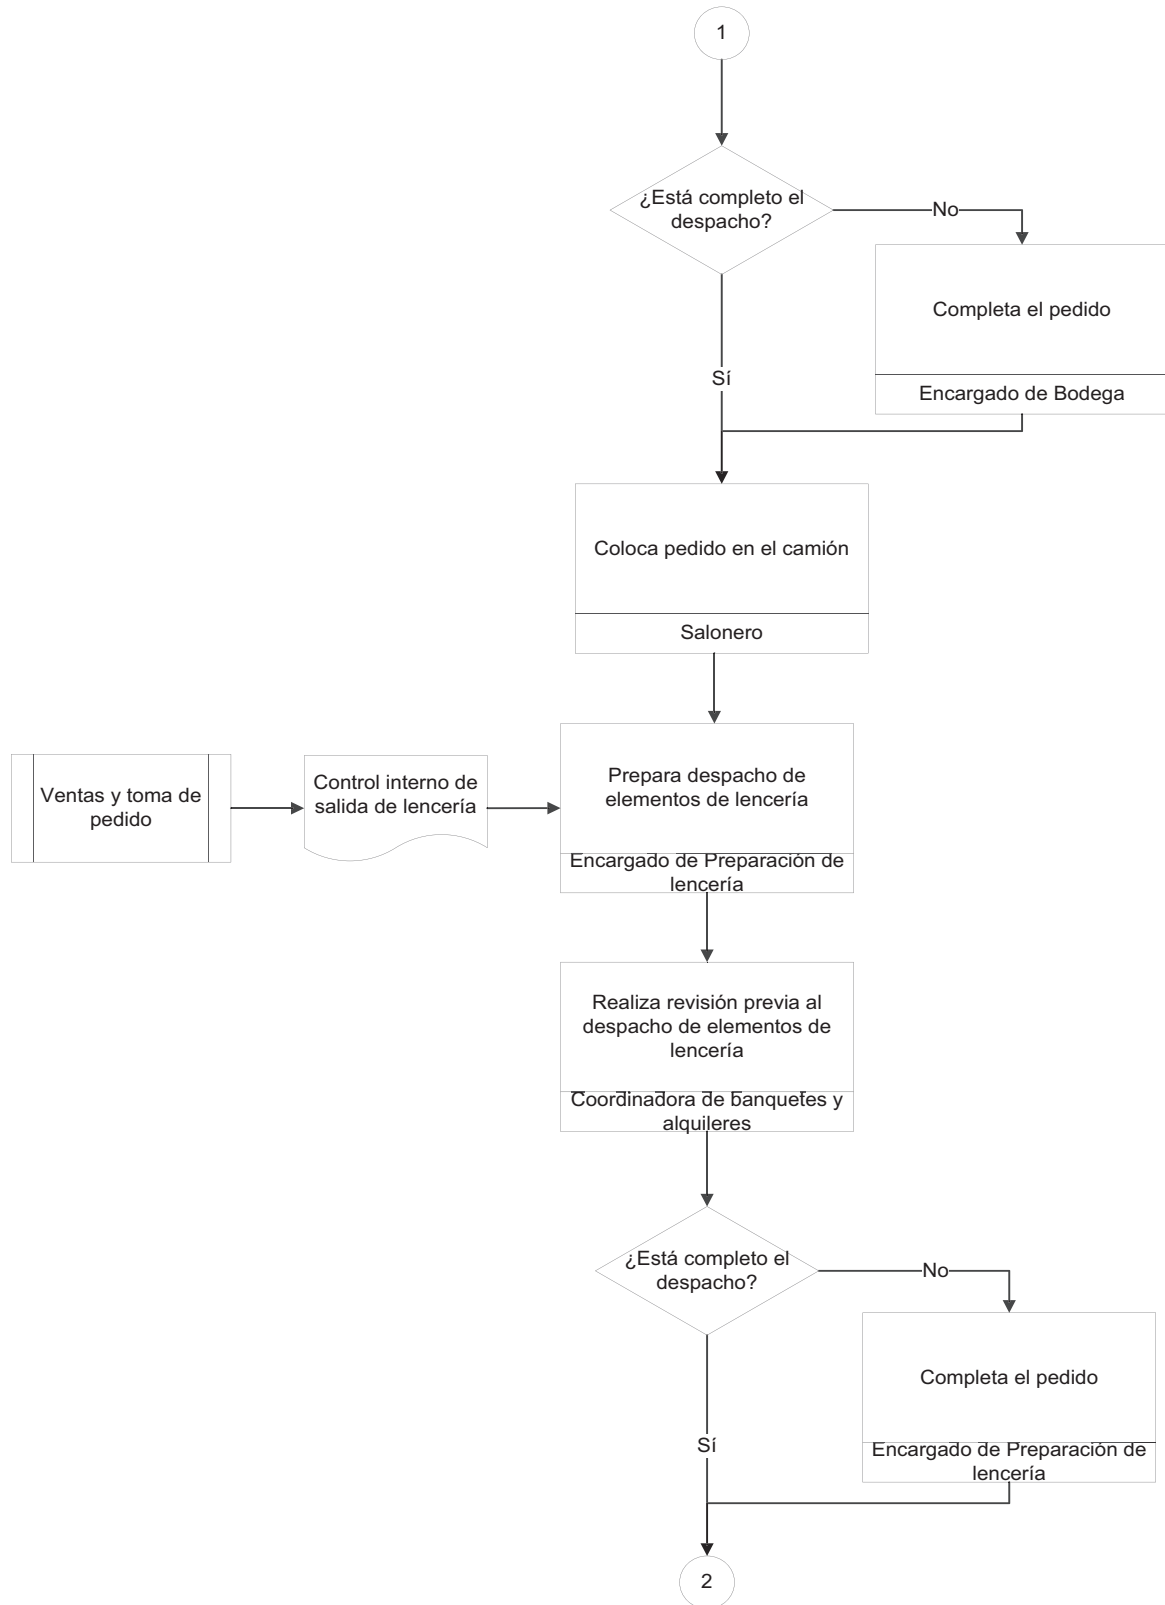 1
¿Está completo el
despacho?
No
Completa el pedido
Encargado de Bodega
Sí
Coloca pedido en el camión
Salonero
Ventas y toma de
pedido
Control interno de
salida de lencería
Prepara despacho de
elementos de lencería
Encargado de Preparación de
lencería
Realiza revisión previa al
despacho de elementos de
lencería
Coordinadora de banquetes y
alquileres
¿Está completo el
despacho?
No
Completa el pedido
Encargado de Preparación de
lencería
Sí
2